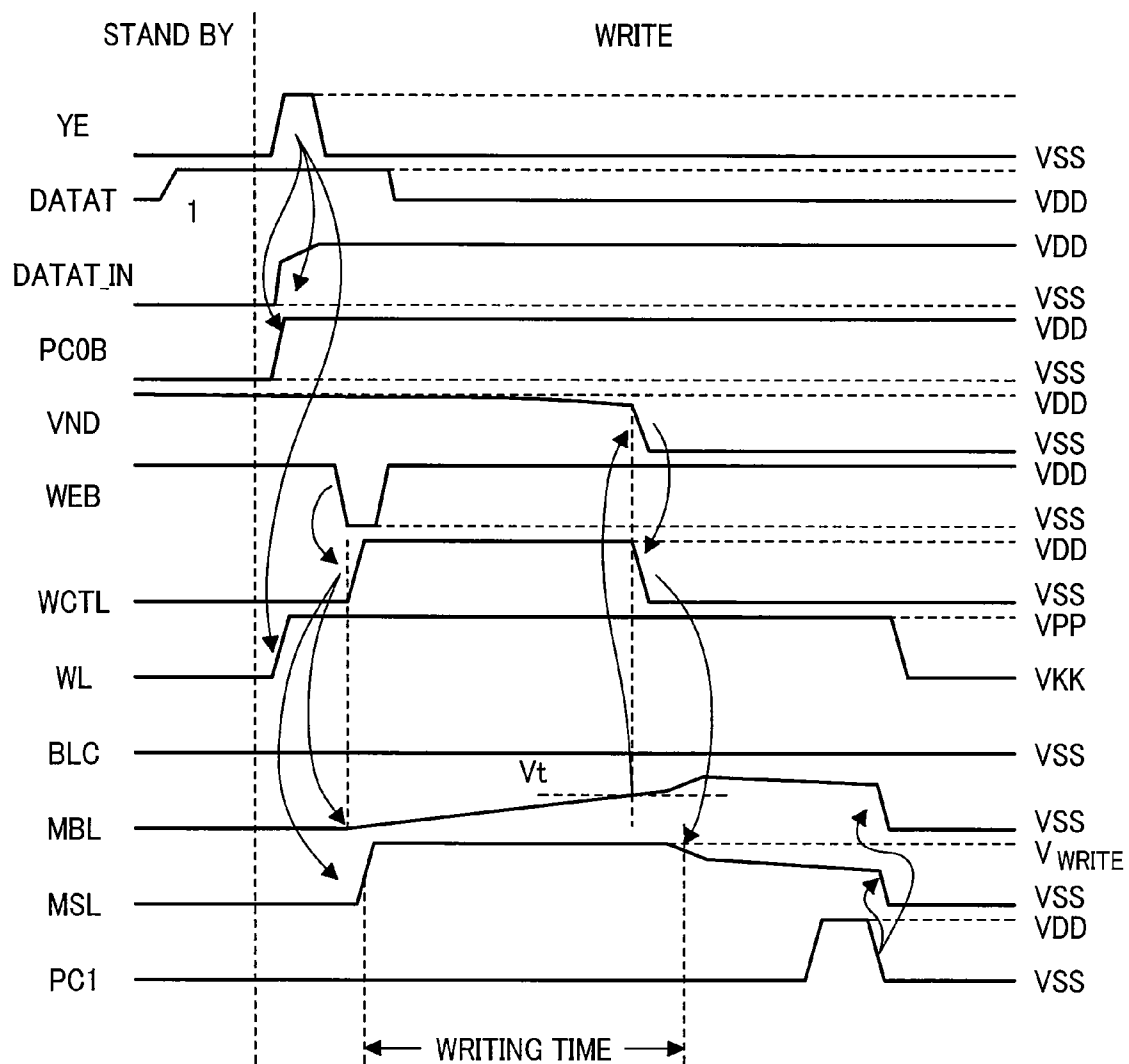 STAND BY WRITE
YE
VSS
DATAT 1
VDD
VDD
DATAT_IN
VSS
VDD
PC0B
VSS
VDD
VND
VSS
VDD
WEB
VSS
VDD
WCTL
VSS
VPP
WL
VKK
BLC VSS
Vt
MBL
VSS
VWRITE
MSL
VSS
VDD
PC1 VSS
WRITING TIME